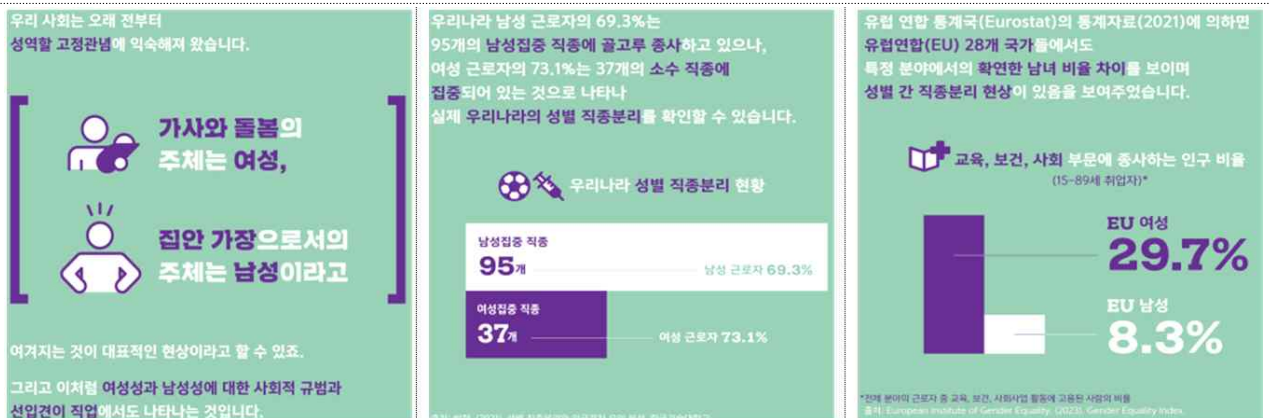 우리 사회는 오래 전부터
성역할 고정관념에 익숙해져 왔습니다.
가사와 돌봄의
주체는 여성,
집안 가장으로서의
주체는 남성이라고
여겨지는 것이 대표적인 현상이라고 할 수 있죠.
그리고 이처럼 여성성과 남성성에 대한 사회적 규범과
선입견이 직업에서도 나타나는 것입니다.
우리나라 남성 근로자의 69.3%는
95개의 남성집중 직종에 골고루 종사하고 있으나,
여성 근로자의 73.1%는 37개의 소수 직종에
집중되어 있는 것으로 나타나
실제 우리나라의 성별 직종분리를 확인할 수 있습니다.
우리나라 성별 직종분리 현황
남성집중 직종
95개
남성 근로자 69.3%
여성집중 직종
37개
여성 근로자 73.1%
유럽 연합 통계국(Eurostat)의 통계자료(2021)에 의하면
유럽연합(EU) 28개 국가들에서도
특정 분야에서의 확연한 남녀 비율 차이를 보이며
성별 간 직종분리 현상이 있음을 보여주었습니다.
교육, 보건, 사회 부문에 종사하는 인구 비율
(15-89세 취업자)*
EU 여성
29.7%
EU 남성
8.3%
*전체 분야의 근로자 중 교육, 보건, 사회사업 활동에 고용된 사람의 비율
출처: European Institute of Gender Equality. (2023). Gender Equality Index.